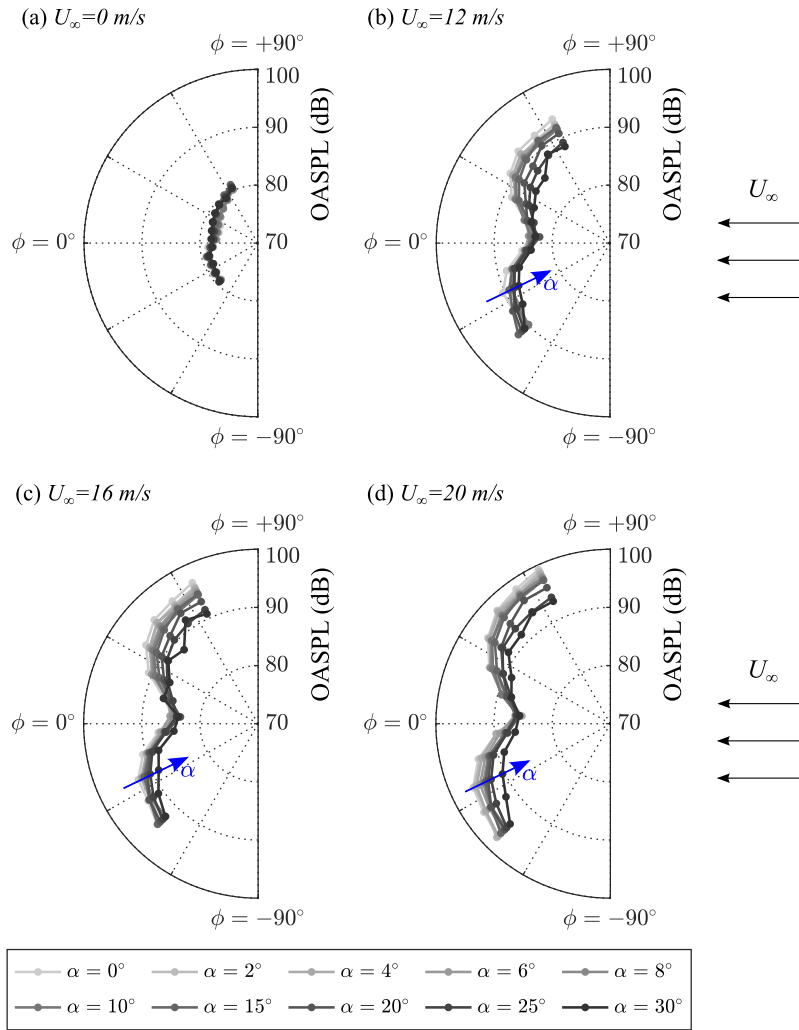 (a) U∞=0 m/s
(b) U∞=12 m/s
ϕ = +90°
ϕ = +90°
100
90
80
70
OASPL (dB)
ϕ = 0°
ϕ = −90°
100
90
80
70
OASPL (dB)
ϕ = 0°
α
ϕ = −90°
U∞
(c) U∞=16 m/s
(d) U∞=20 m/s
ϕ = +90°
ϕ = +90°
100
90
80
70
OASPL (dB)
ϕ = 0°
α
ϕ = −90°
100
90
80
70
OASPL (dB)
ϕ = 0°
α
ϕ = −90°
U∞
α = 0° α = 2° α = 4° α = 6° α = 8°
α = 10° α = 15° α = 20° α = 25° α = 30°